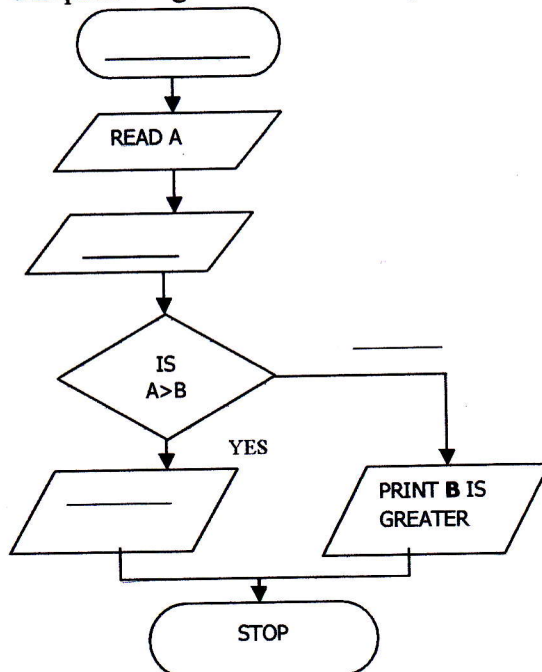 READ A
IS
A>B
YES
PRINT B IS
GREATER
STOP